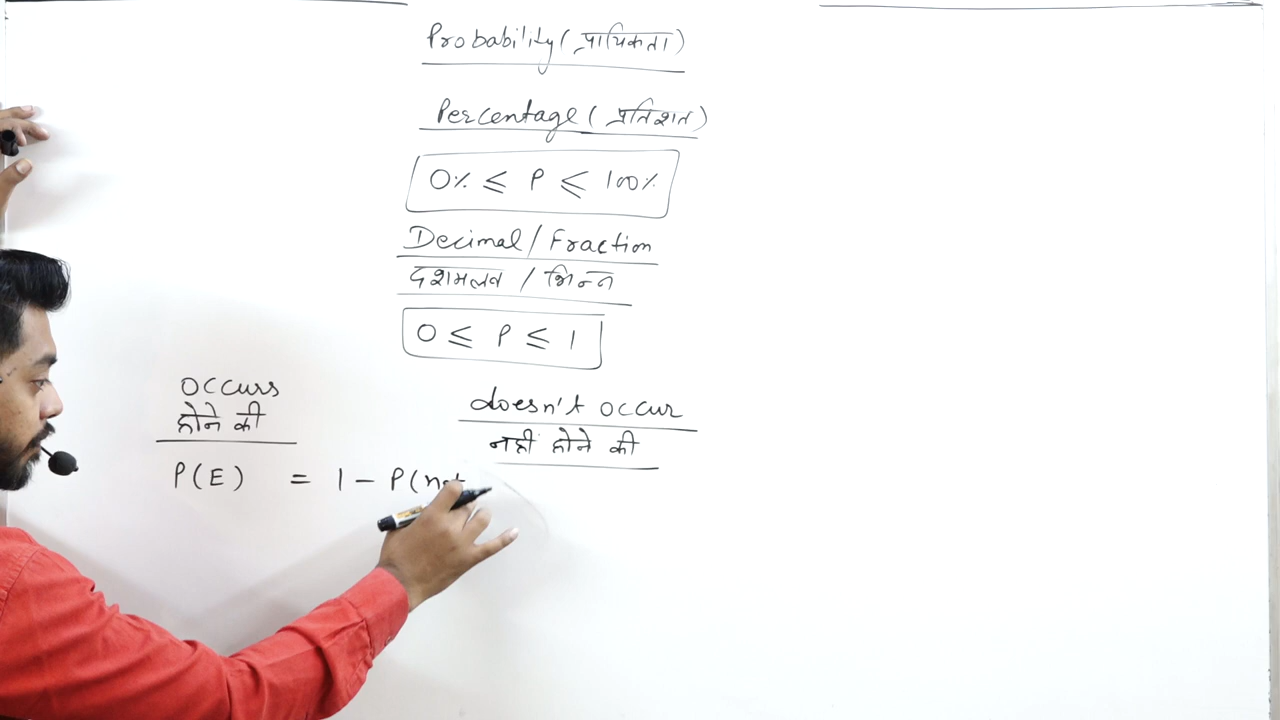 Probability (प्रायिकता)
Percentage (प्रतिशत)
0% ≤ P ≤ 100%
Decimal / Fraction
दशमलव / भिन्न
0 ≤ P ≤ 1
occurs
होने की
doesn't occur
नही होने की
P(E) = 1 - P(not